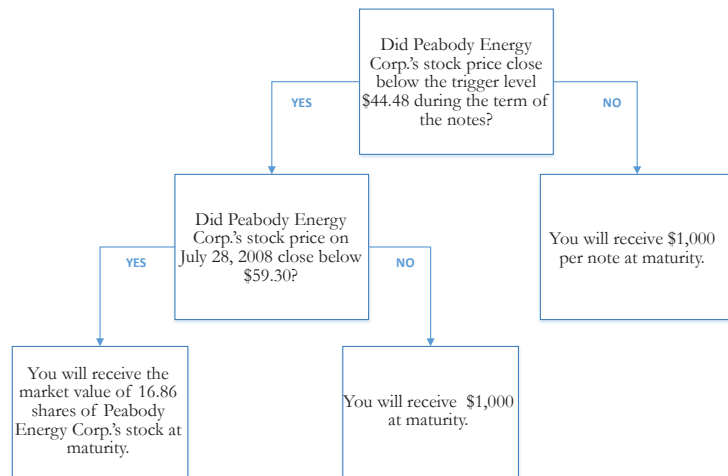 Did Peabody Energy
Corp.'s stock price close
below the trigger level
$44.48 during the term of
the notes?
YES
NO
Did Peabody Energy
Corp.'s stock price on
July 28, 2008 close below
$59.30?
You will receive $1,000
per note at maturity.
YES
NO
You will receive the
market value of 16.86
shares of Peabody
Energy Corp.'s stock at
maturity.
You will receive $1,000
at maturity.